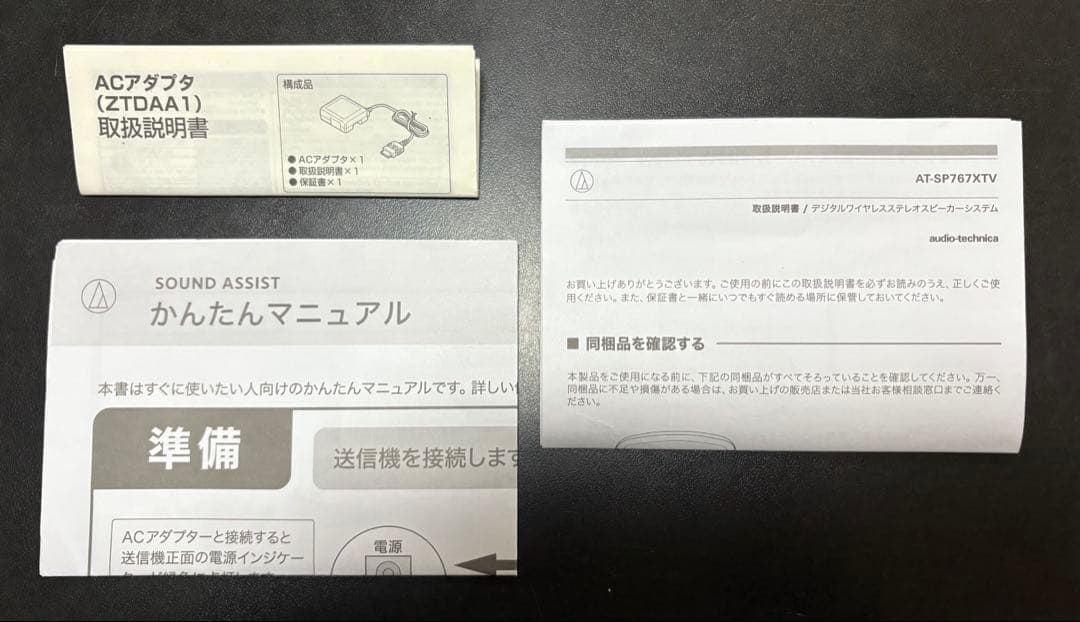 ACアダプタ
(ZTDAA1)
取扱説明書
構成品
●ACアダプタ×1
●取扱説明書×1
●保証書×1
SOUND ASSIST
かんたんマニュアル
本書はすぐに使いたい人向けのかんたんマニュアルです。詳しい
準備
送信機を接続します
ACアダプターと接続すると
送信機正面の電源インジケー
電源
AT-SP767XTV
取扱説明書 / デジタルワイヤレスステレオスピーカーシステム
audio-technica
お買い上げありがとうございます。ご使用の前にこの取扱説明書を必ずお読みのうえ、正しくご使
用ください。また、保証書と一緒にいつでもすぐ読める場所に保管しておいてください。
■ 同梱品を確認する
本製品をご使用になる前に、下記の同梱品がすべてそろっていることを確認してください。万一、
同梱品に不足や損傷がある場合は、お買い上げの販売店または当社お客様相談窓口までご連絡く
ださい。